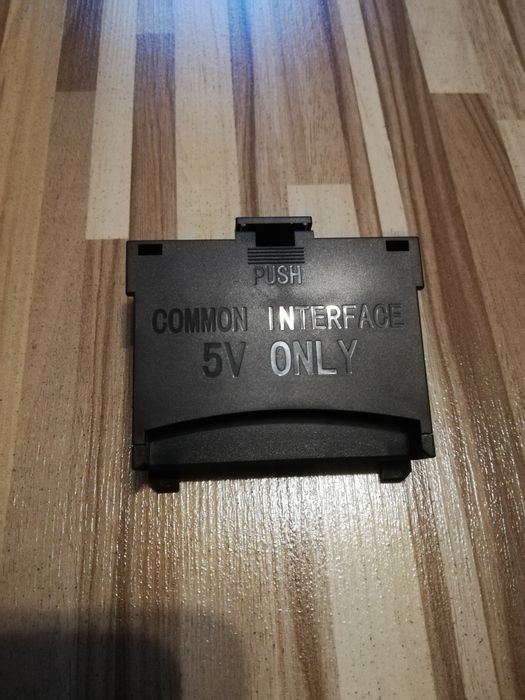 PUSH
COMMON INTERFACE
5V ONLY